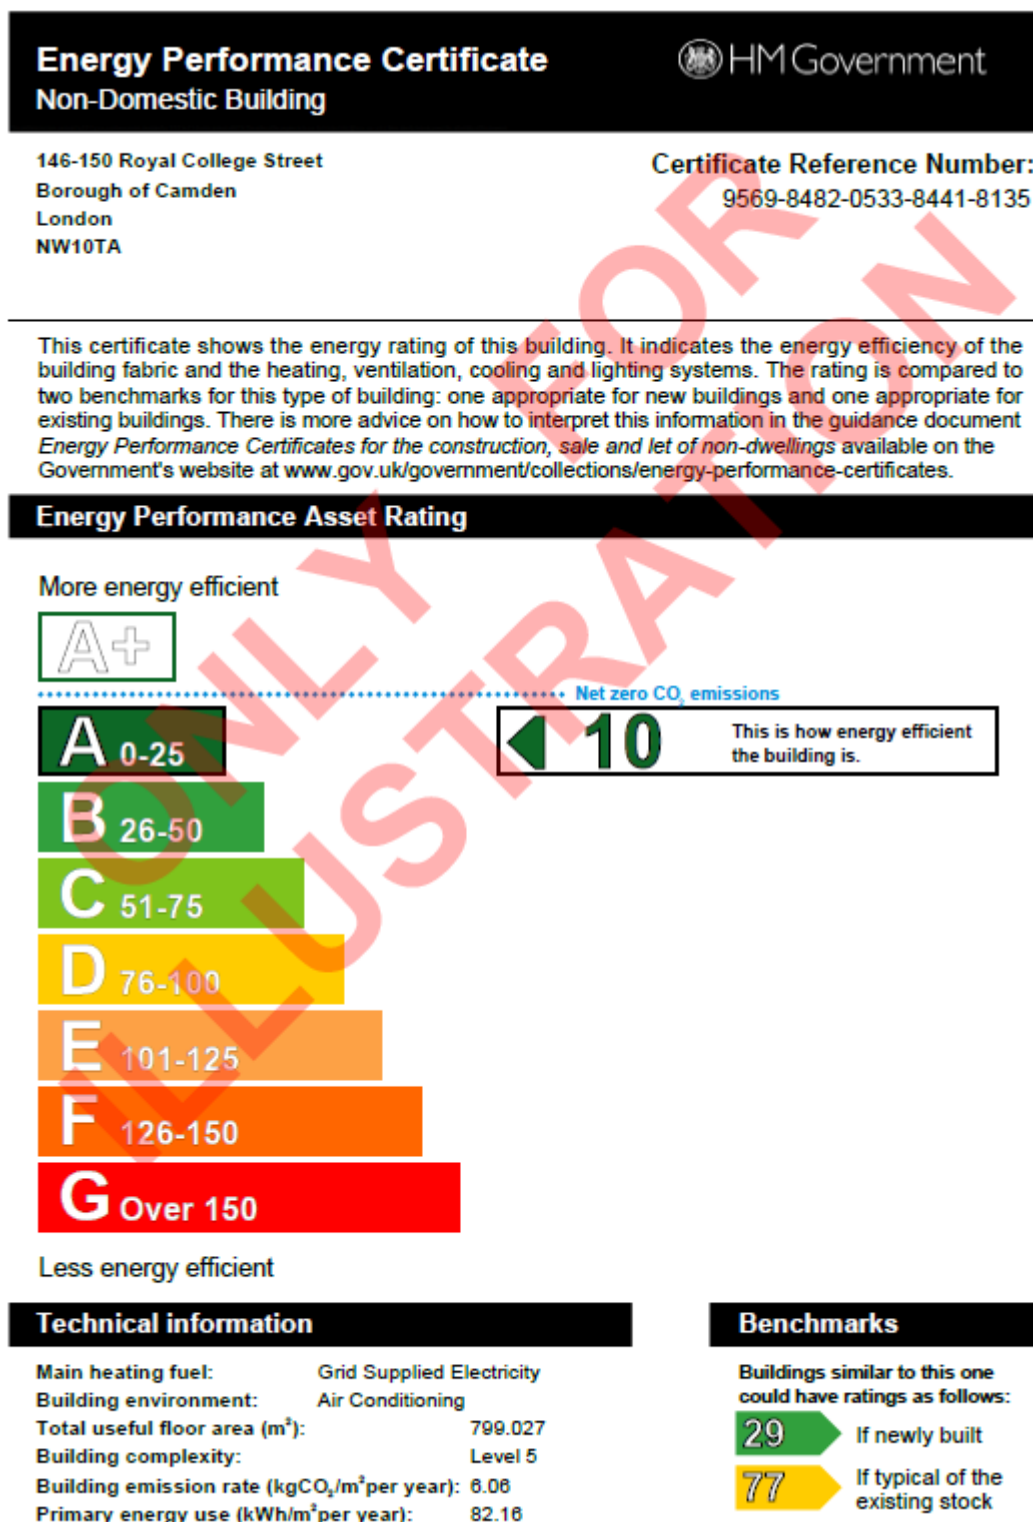 Energy Performance Certificate
HM Government
Non-Domestic Building
146-150 Royal College Street
Borough of Camden
London
NW10TA
Certificate Reference Number:
9569-8482-0533-8441-8135
This certificate shows the energy rating of this building. It indicates the energy efficiency of the
building fabric and the heating, ventilation, cooling and lighting systems. The rating is compared to
two benchmarks for this type of building: one appropriate for new buildings and one appropriate for
existing buildings. There is more advice on how to interpret this information in the guidance document
Energy Performance Certificates for the construction, sale and let of non-dwellings available on the
Government's website at www.gov.uk/government/collections/energy-performance-certificates.
Energy Performance Asset Rating
More energy efficient
A+
Net zero CO₂ emissions
A 0-25
10
This is how energy efficient
the building is.
B 26-50
C 51-75
D 76-100
E 101-125
F 126-150
G Over 150
Less energy efficient
ONLY FOR
ILLUSTRATION
Technical information
Main heating fuel: Grid Supplied Electricity
Building environment: Air Conditioning
Total useful floor area (m²): 799.027
Building complexity: Level 5
Building emission rate (kgCO₂/m²per year): 6.06
Primary energy use (kWh/m²per year): 82.16
Benchmarks
Buildings similar to this one
could have ratings as follows:
29 If newly built
77 If typical of the
existing stock